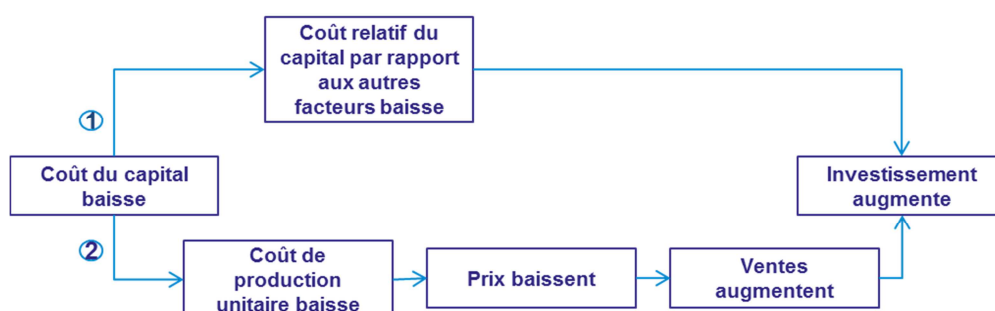 Coût relatif du
capital par rapport
aux autres
facteurs baisse
1
Coût du capital
baisse
Investissement
augmente
2
Coût de
production
unitaire baisse
Prix baissent
Ventes
augmentent